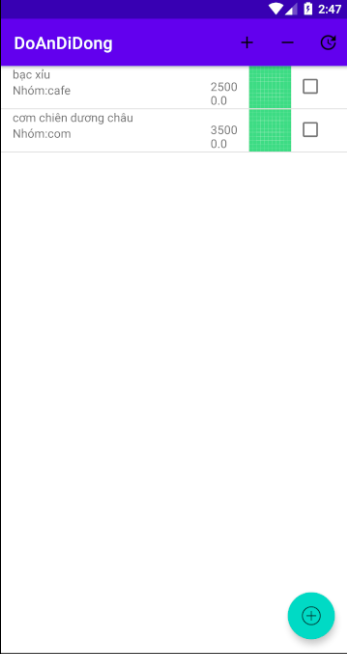 2:47
DoAnDiDong
bạc xỉu
Nhóm:cafe
2500
0.0
cơm chiên dương châu
Nhóm:com
3500
0.0